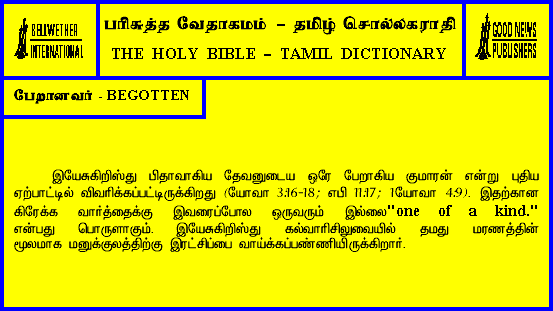 BELLWETHER
INTERNATIONAL
பரிசுத்த வேதாகமம் – தமிழ் சொல்லகராதி
THE HOLY BIBLE – TAMIL DICTIONARY
GOOD NEWS
PUBLISHERS
பேறானவர் - BEGOTTEN
இயேசுகிறிஸ்து பிதாவாகிய தேவனுடைய ஒரே பேறாகிய குமாரன் என்று புதிய
ஏற்பாட்டில் விவரிக்கப்பட்டிருக்கிறது (யோவா 3:16-18; எபி 11:17; 1யோவா 4:9). இதற்கான
கிரேக்க வார்த்தைக்கு இவரைப்போல ஒருவரும் இல்லை"one of a kind."
என்பது பொருளாகும். இயேசுகிறிஸ்து கல்வாரிசிலுவையில் தமது மரணத்தின்
மூலமாக மனுக்குலத்திற்கு இரட்சிப்பை வாய்க்கப்பண்ணியிருக்கிறார்.